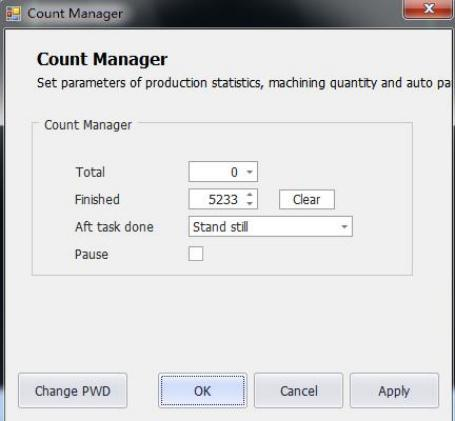 Count Manager
Count Manager
Set parameters of production statistics, machining quantity and auto pa
Count Manager
Total 0
Finished 5233 Clear
Aft task done Stand still
Pause
Change PWD OK Cancel Apply